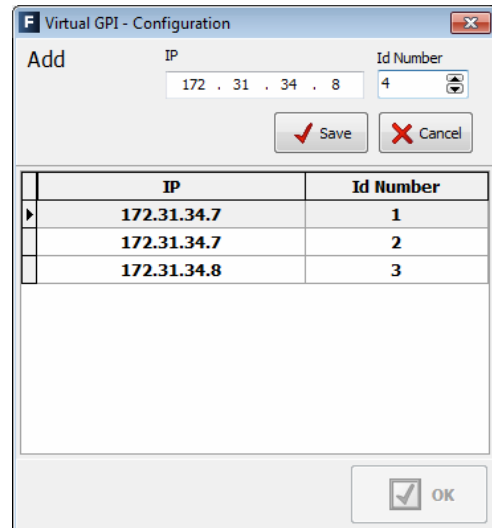 F Virtual GPI - Configuration
Add
IP
Id Number
172 . 31 . 34 . 8
4
Save
Cancel
IP Id Number
172.31.34.7 1
172.31.34.7 2
172.31.34.8 3
OK